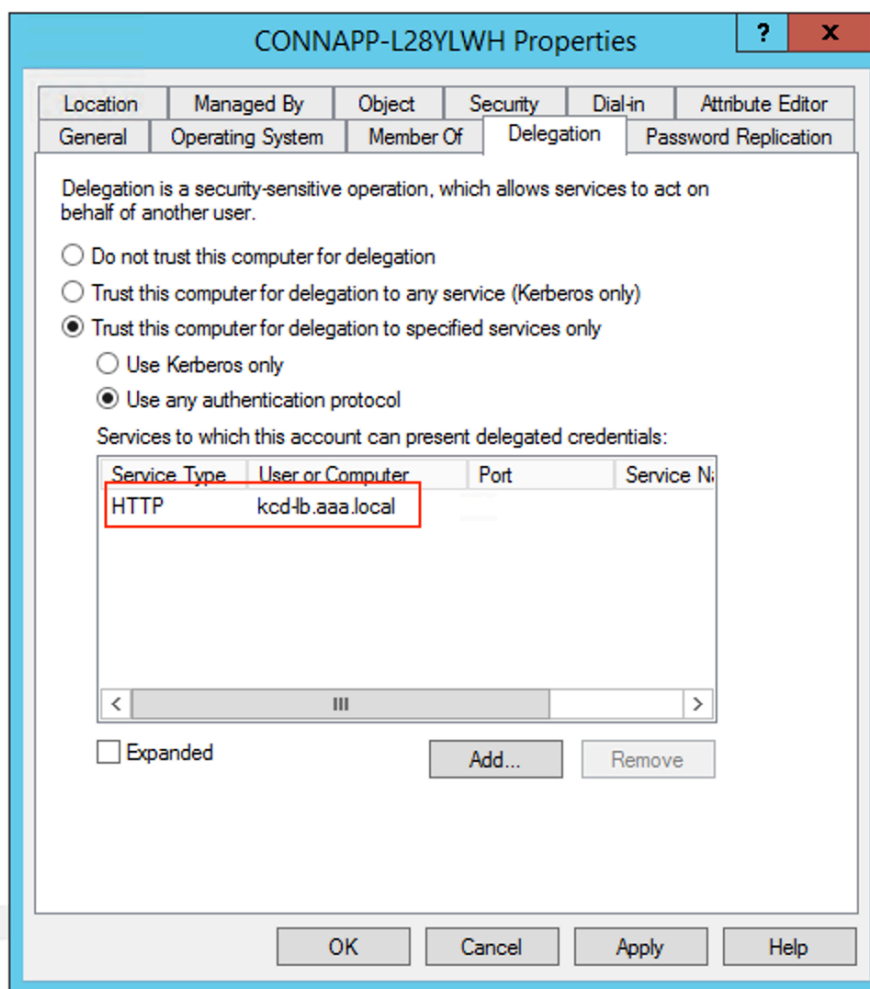 CONNAPP-L28YLWH Properties
?
x
Location Managed By Object Security Dial-in Attribute Editor
General Operating System Member Of Delegation Password Replication
Delegation is a security-sensitive operation, which allows services to act on
behalf of another user.
Do not trust this computer for delegation
Trust this computer for delegation to any service (Kerberos only)
Trust this computer for delegation to specified services only
Use Kerberos only
Use any authentication protocol
Services to which this account can present delegated credentials:
Service Type User or Computer Port Service Na
HTTP kcd-lb.aaa.local
Expanded Add... Remove
OK Cancel Apply Help